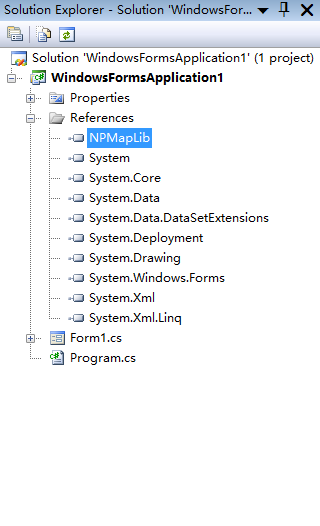 Solution Explorer - Solution 'WindowsFor...
Solution 'WindowsFormsApplication1' (1 project)
WindowsFormsApplication1
Properties
References
NPMapLib
System
System.Core
System.Data
System.Data.DataSetExtensions
System.Deployment
System.Drawing
System.Windows.Forms
System.Xml
System.Xml.Linq
Form1.cs
Program.cs